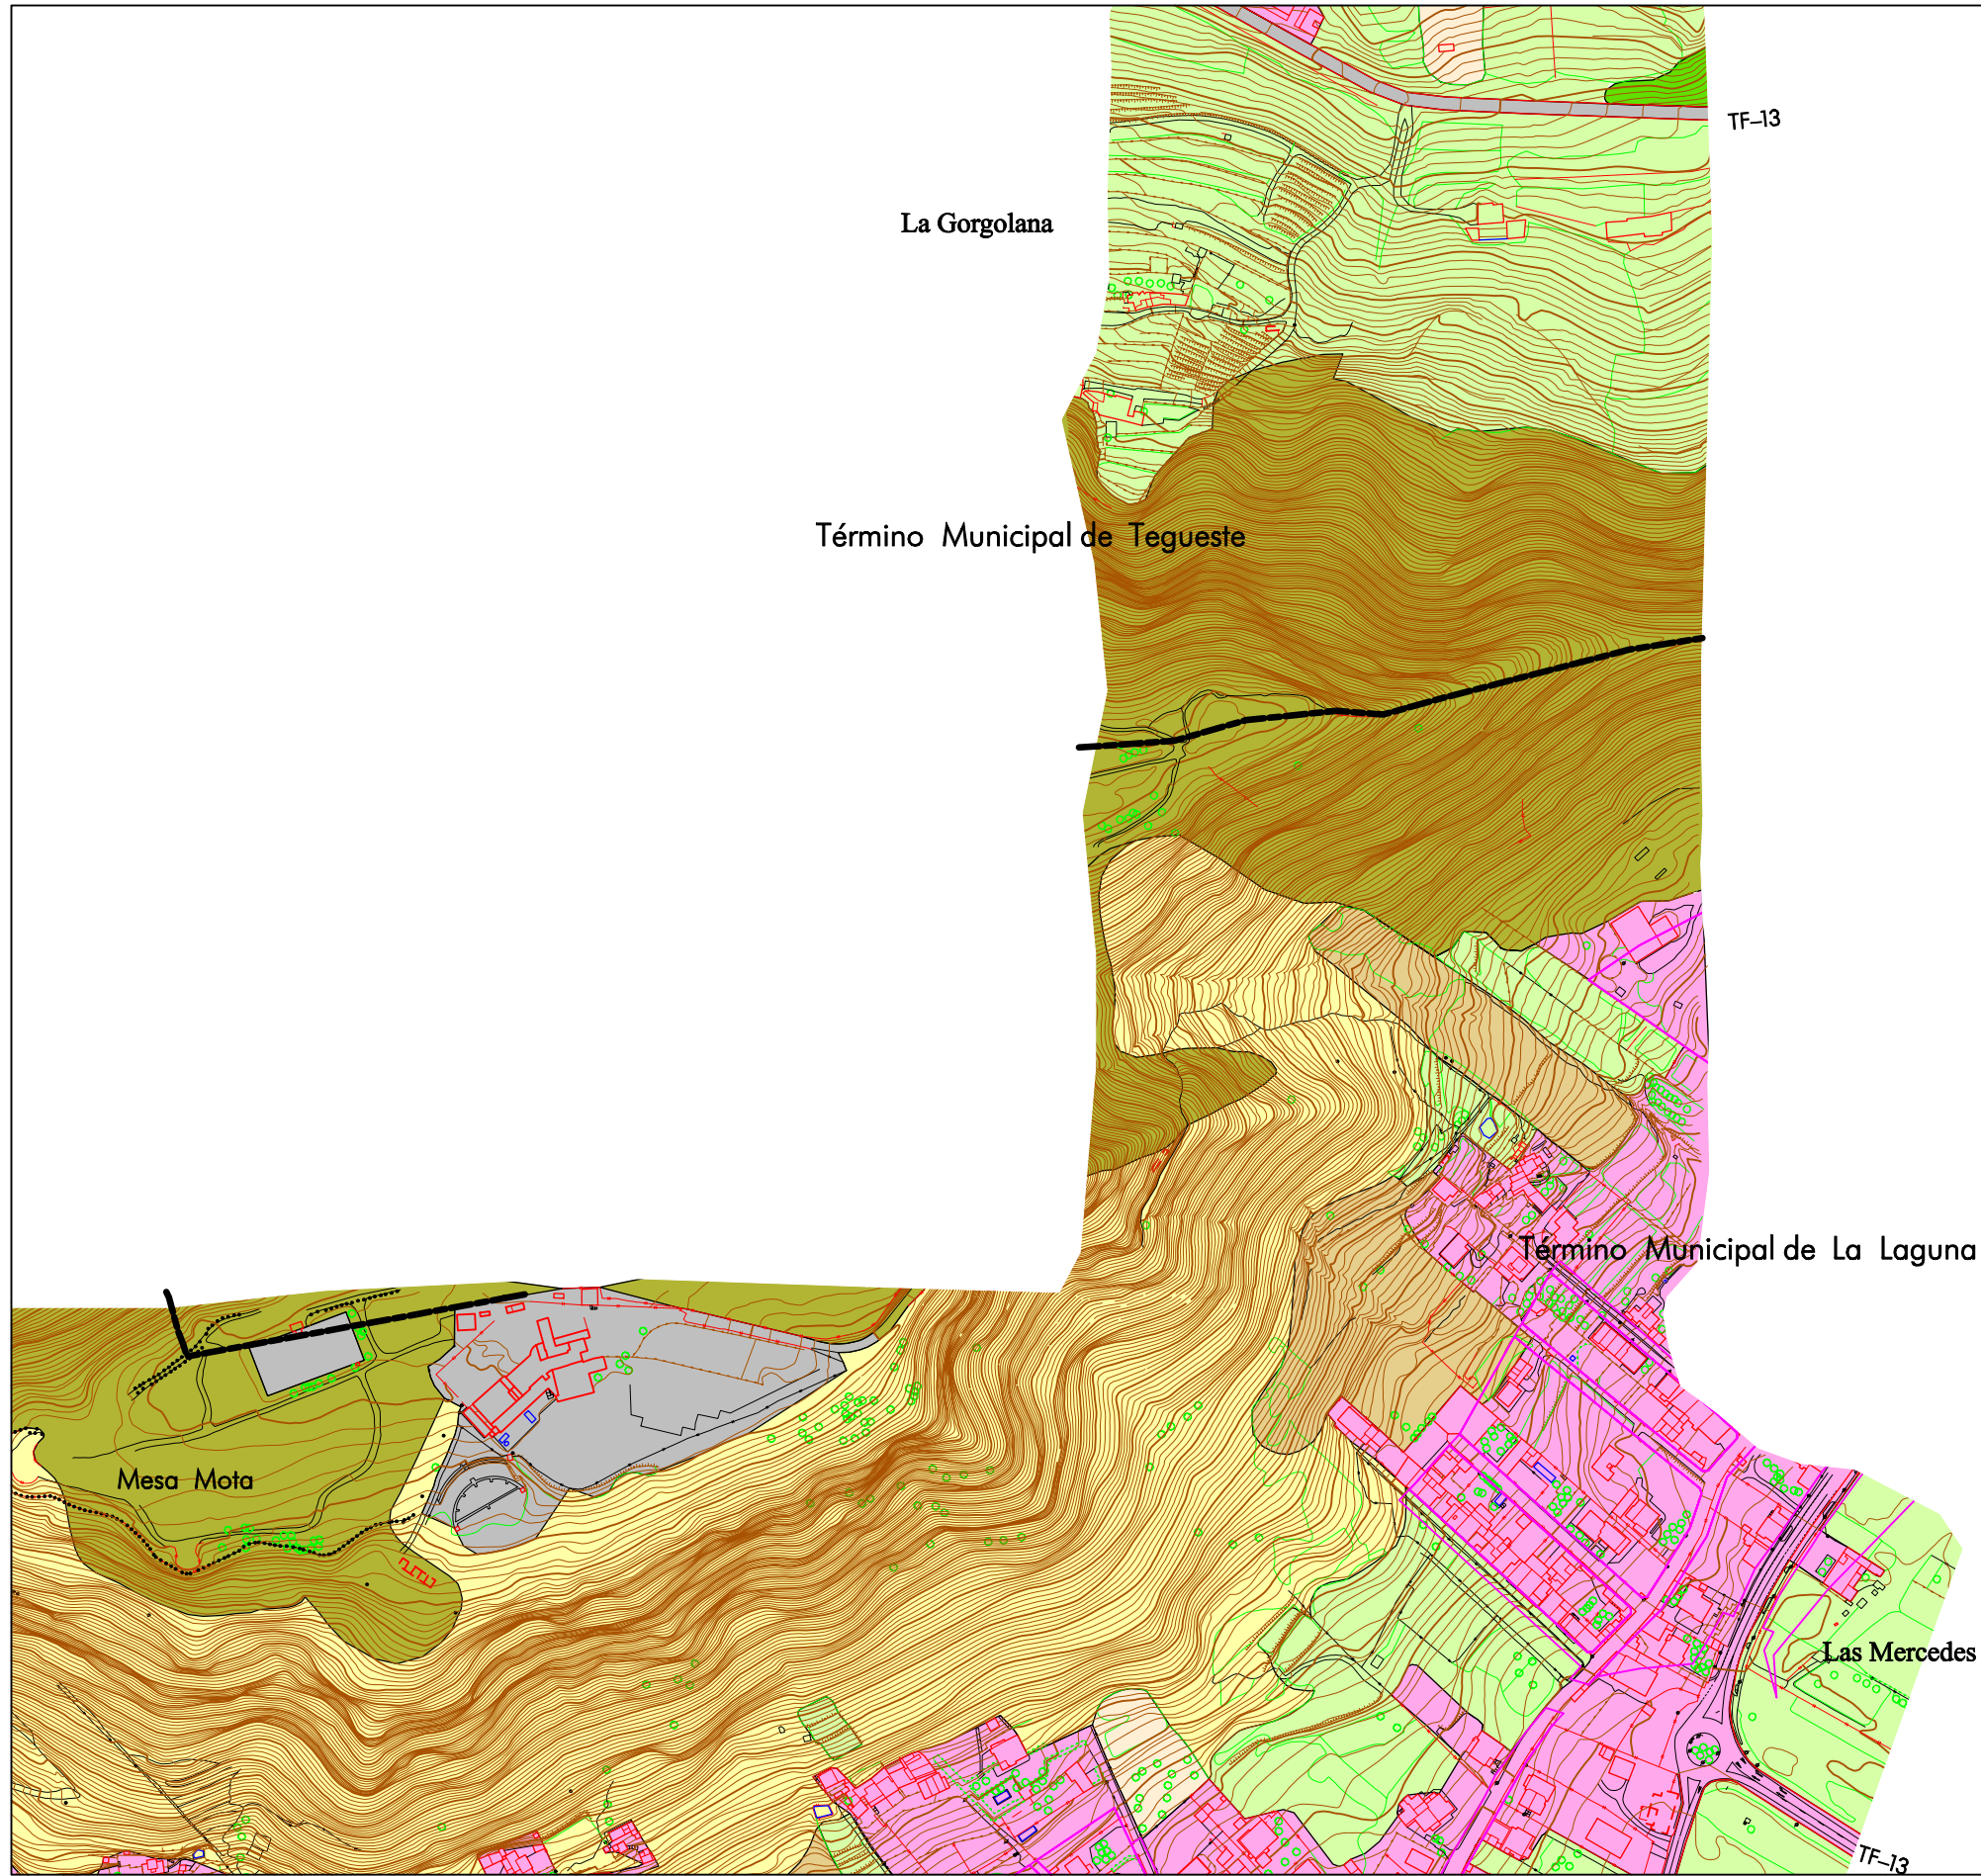 TF-13
La Gorgolana
Término Municipal de Tegueste
Término Municipal de La Laguna
Mesa Mota
Las Mercedes
TF-13